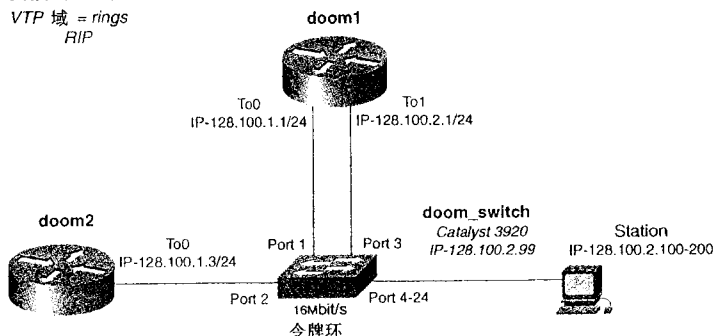 VTP 域 = rings
RIP
doom1
To0
IP-128.100.1.1/24
To1
IP-128.100.2.1/24
doom2
To0
IP-128.100.1.3/24
Port 1
Port 3
Port 2
Port 4-24
16Mbit/s
令牌环
doom_switch
Catalyst 3920
IP-128.100.2.99
Station
IP-128.100.2.100-200